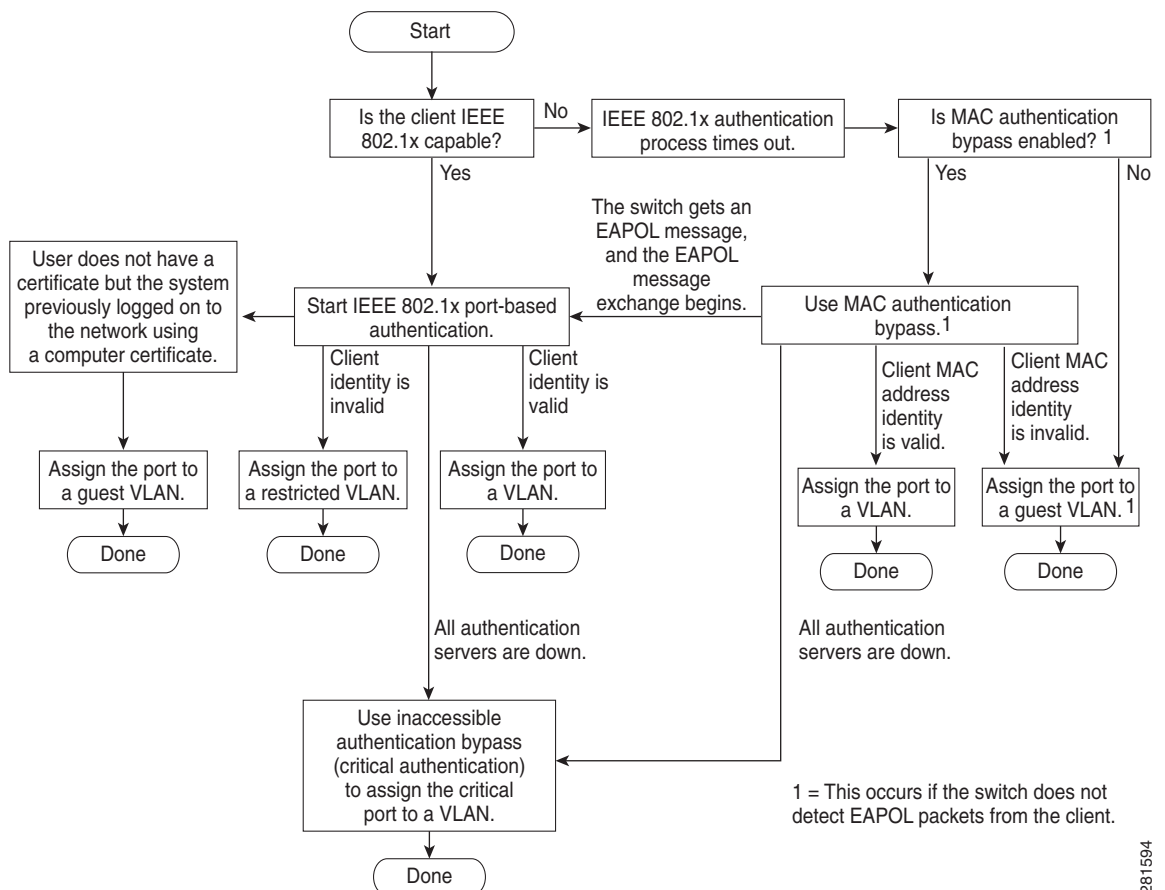 Start
Is the client IEEE
802.1x capable?
No
IEEE 802.1x authentication
process times out.
Is MAC authentication
bypass enabled? 1
Yes
Yes
No
The switch gets an
EAPOL message,
and the EAPOL
message
exchange begins.
User does not have a
certificate but the system
previously logged on to
the network using
a computer certificate.
Start IEEE 802.1x port-based
authentication.
Use MAC authentication
bypass.1
Client
identity is
invalid
Client
identity is
valid
Client MAC
address
identity
is valid.
Client MAC
address
identity
is invalid.
Assign the port to
a guest VLAN.
Assign the port to
a restricted VLAN.
Assign the port to
a VLAN.
Assign the port to
a VLAN.
Assign the port to
a guest VLAN.1
Done
Done
Done
Done
Done
All authentication
servers are down.
All authentication
servers are down.
Use inaccessible
authentication bypass
(critical authentication)
to assign the critical
port to a VLAN.
1 = This occurs if the switch does not
detect EAPOL packets from the client.
Done
281594